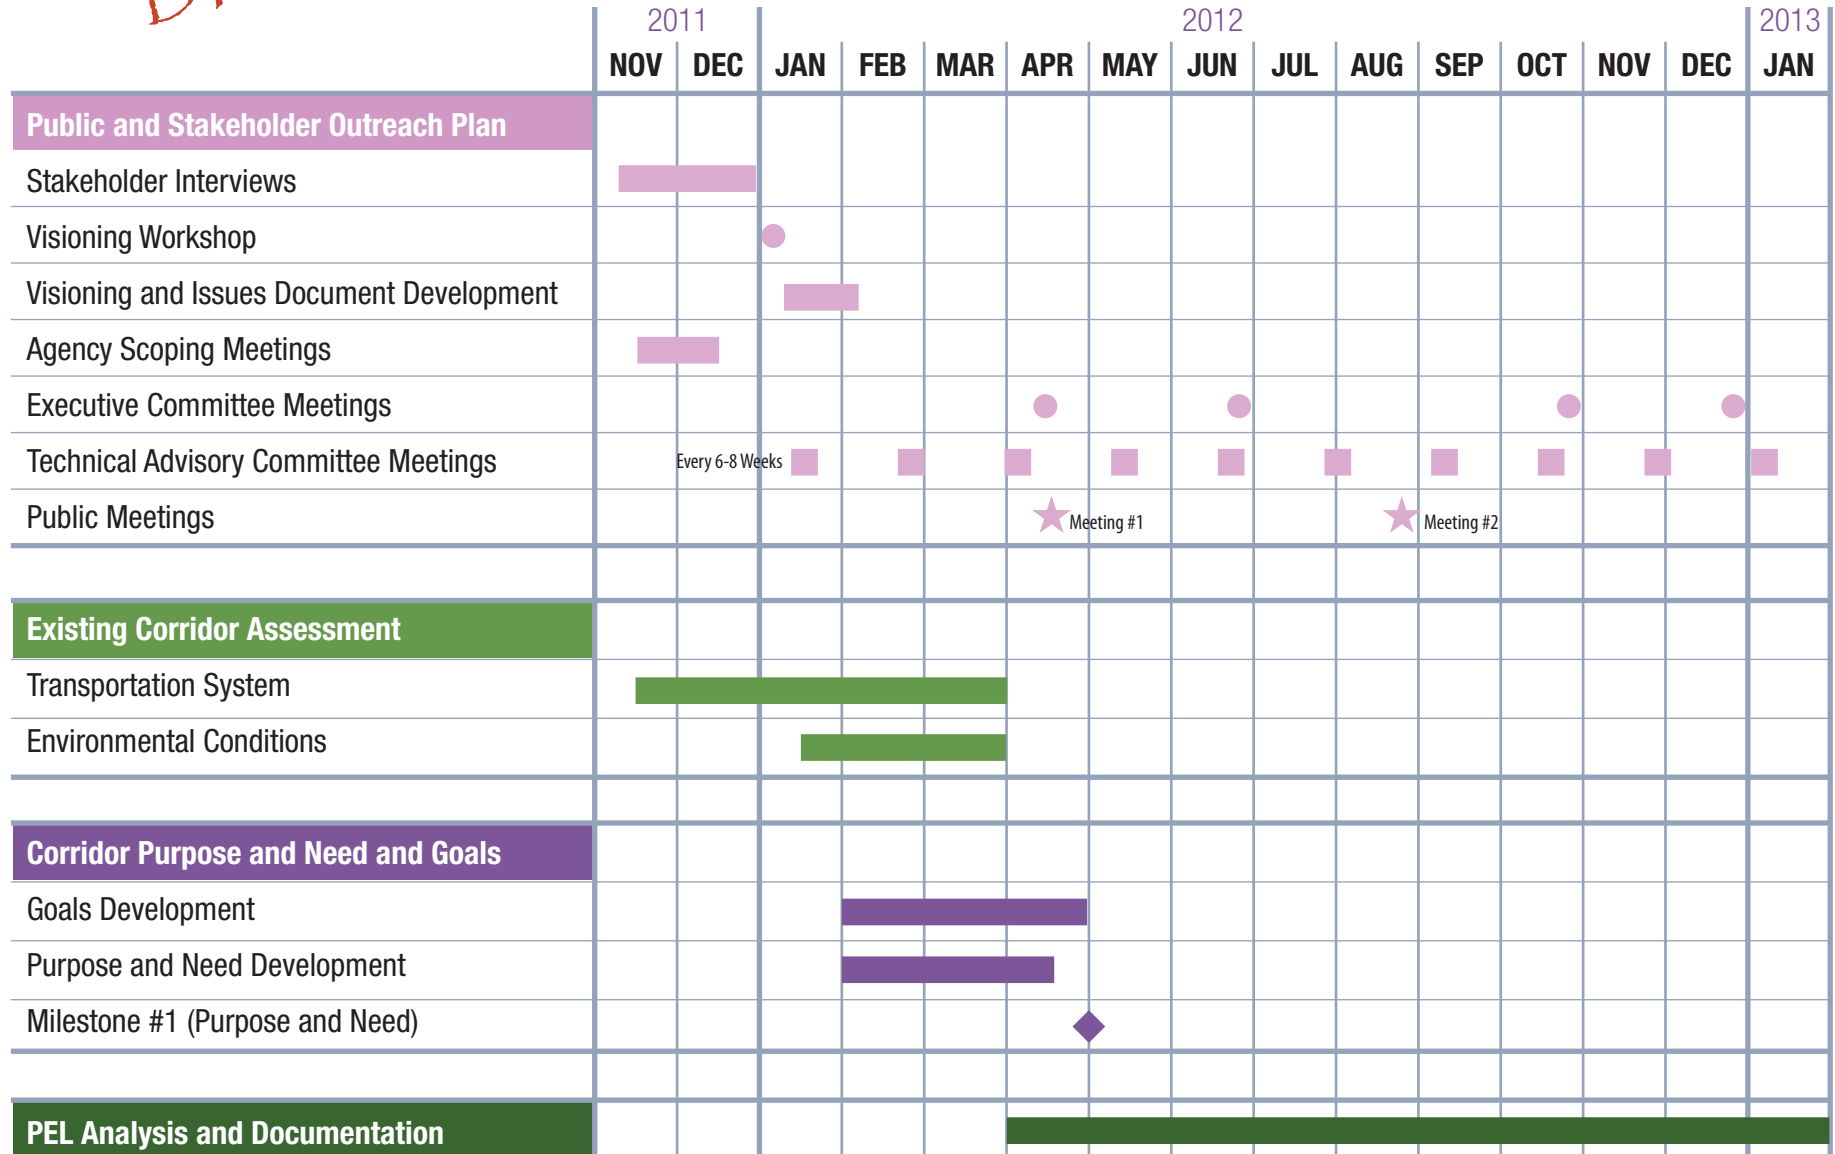 2011 2012 2013
NOV DEC JAN FEB MAR APR MAY JUN JUL AUG SEP OCT NOV DEC JAN
Public and Stakeholder Outreach Plan
Stakeholder Interviews
Visioning Workshop
Visioning and Issues Document Development
Agency Scoping Meetings
Executive Committee Meetings
Technical Advisory Committee Meetings Every 6-8 Weeks
Public Meetings Meeting #1 Meeting #2
Existing Corridor Assessment
Transportation System
Environmental Conditions
Corridor Purpose and Need and Goals
Goals Development
Purpose and Need Development
Milestone #1 (Purpose and Need)
PEL Analysis and Documentation